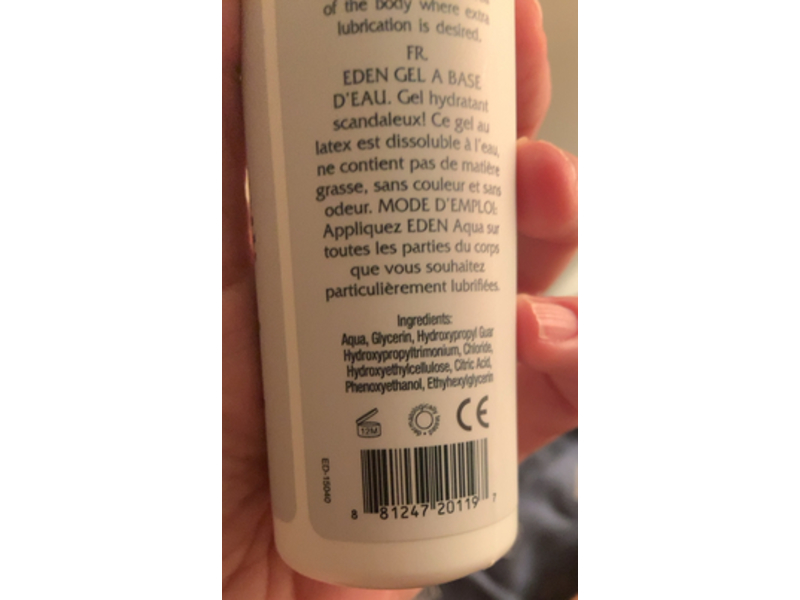 of the body where extra
lubrication is desired.
FR.
EDEN GEL A BASE
D'EAU. Gel hydratant
scandaleux! Ce gel au
latex est dissoluble à l'eau,
ne contient pas de matière
grasse, sans couleur et sans
odeur. MODE D'EMPLOI:
Appliquez EDEN Aqua sur
toutes les parties du corps
que vous souhaitez
particulièrement lubrifiées.
Ingredients:
Aqua, Glycerin, Hydroxypropyl Guar
Hydroxypropyltrimonium, Chloride,
Hydroxyethylcellulose, Citric Acid,
Phenoxyethanol, Ethyhexylglycerin
12M
CE
ED-15040
8 81247 20119 7